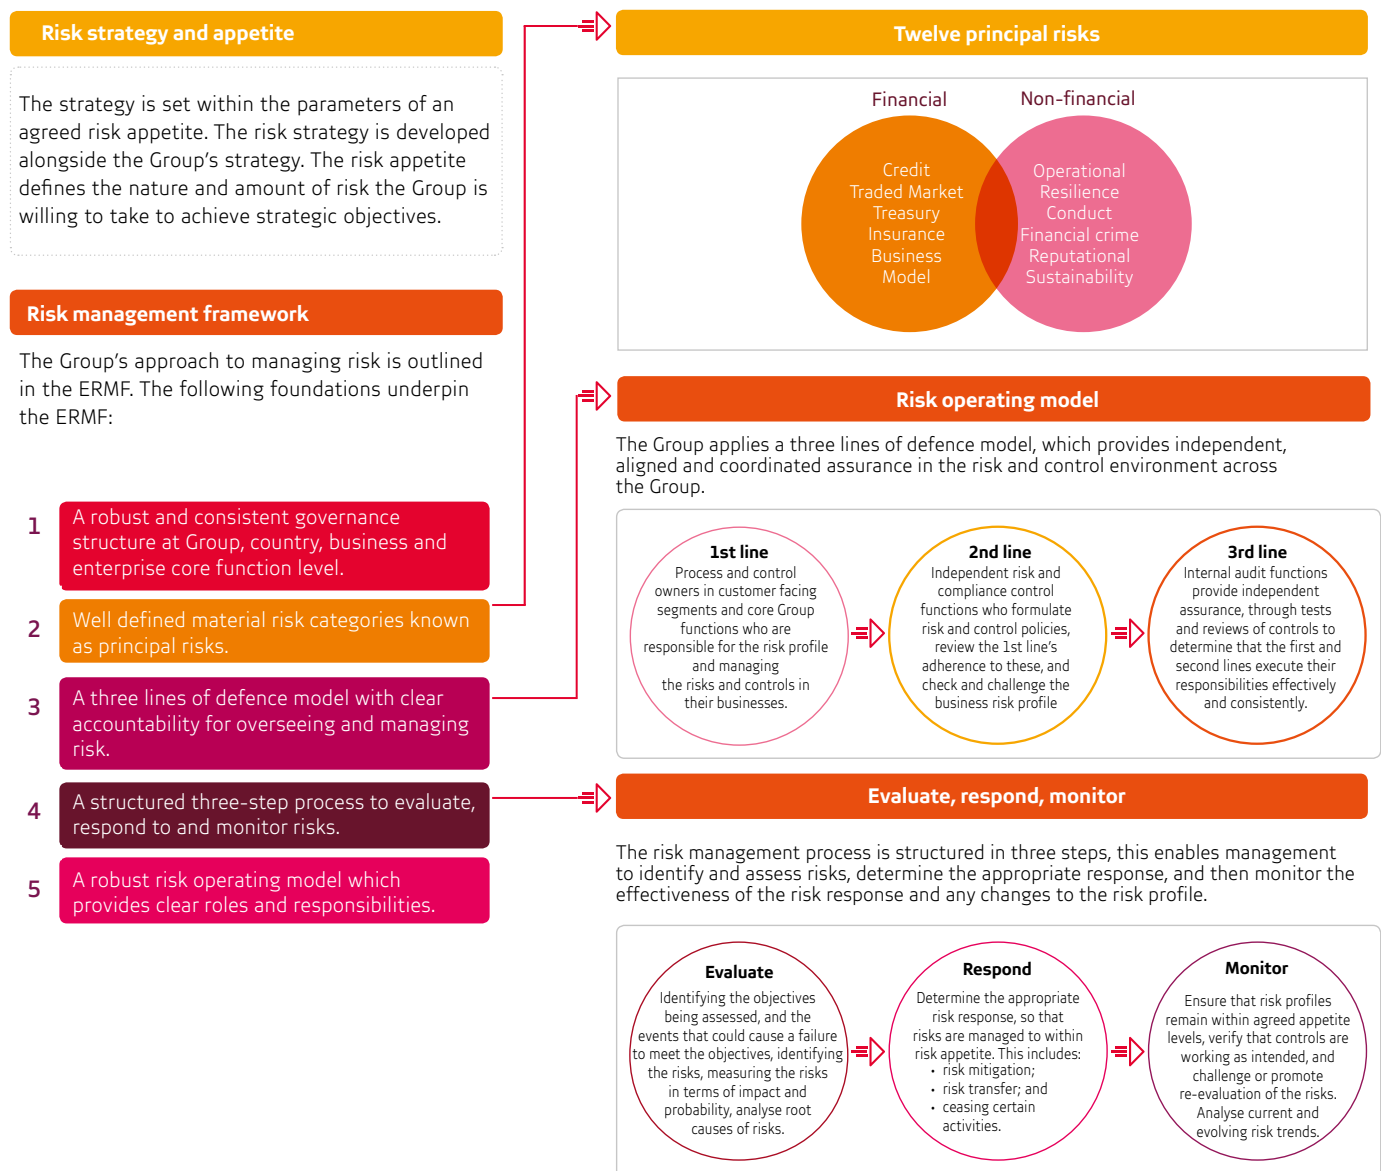 Risk strategy and appetite
The strategy is set within the parameters of an
agreed risk appetite. The risk strategy is developed
alongside the Group's strategy. The risk appetite
defines the nature and amount of risk the Group is
willing to take to achieve strategic objectives.
Risk management framework
The Group's approach to managing risk is outlined
in the ERMF. The following foundations underpin
the ERMF:
1
A robust and consistent governance
structure at Group, country, business and
enterprise core function level.
2
Well defined material risk categories known
as principal risks.
3
A three lines of defence model with clear
accountability for overseeing and managing
risk.
4
A structured three-step process to evaluate,
respond to and monitor risks.
5
A robust risk operating model which
provides clear roles and responsibilities.
Twelve principal risks
Financial
Credit
Traded Market
Treasury
Insurance
Business
Model
Non-financial
Operational
Resilience
Conduct
Financial crime
Reputational
Sustainability
Risk operating model
The Group applies a three lines of defence model, which provides independent,
aligned and coordinated assurance in the risk and control environment across
the Group.
1st line
Process and control
owners in customer facing
segments and core Group
functions who are
responsible for the risk profile
and managing
the risks and controls in
their businesses.
2nd line
Independent risk and
compliance control
functions who formulate
risk and control policies,
review the 1st line's
adherence to these, and
check and challenge the
business risk profile
3rd line
Internal audit functions
provide independent
assurance, through tests
and reviews of controls to
determine that the first and
second lines execute their
responsibilities effectively
and consistently.
Evaluate, respond, monitor
The risk management process is structured in three steps, this enables management
to identify and assess risks, determine the appropriate response, and then monitor the
effectiveness of the risk response and any changes to the risk profile.
Evaluate
Identifying the objectives
being assessed, and the
events that could cause a failure
to meet the objectives, identifying
the risks, measuring the risks
in terms of impact and
probability, analyse root
causes of risks.
Respond
Determine the appropriate
risk response, so that
risks are managed to within
risk appetite. This includes:
• risk mitigation;
• risk transfer; and
• ceasing certain
activities.
Monitor
Ensure that risk profiles
remain within agreed appetite
levels, verify that controls are
working as intended, and
challenge or promote
re-evaluation of the risks.
Analyse current and
evolving risk trends.